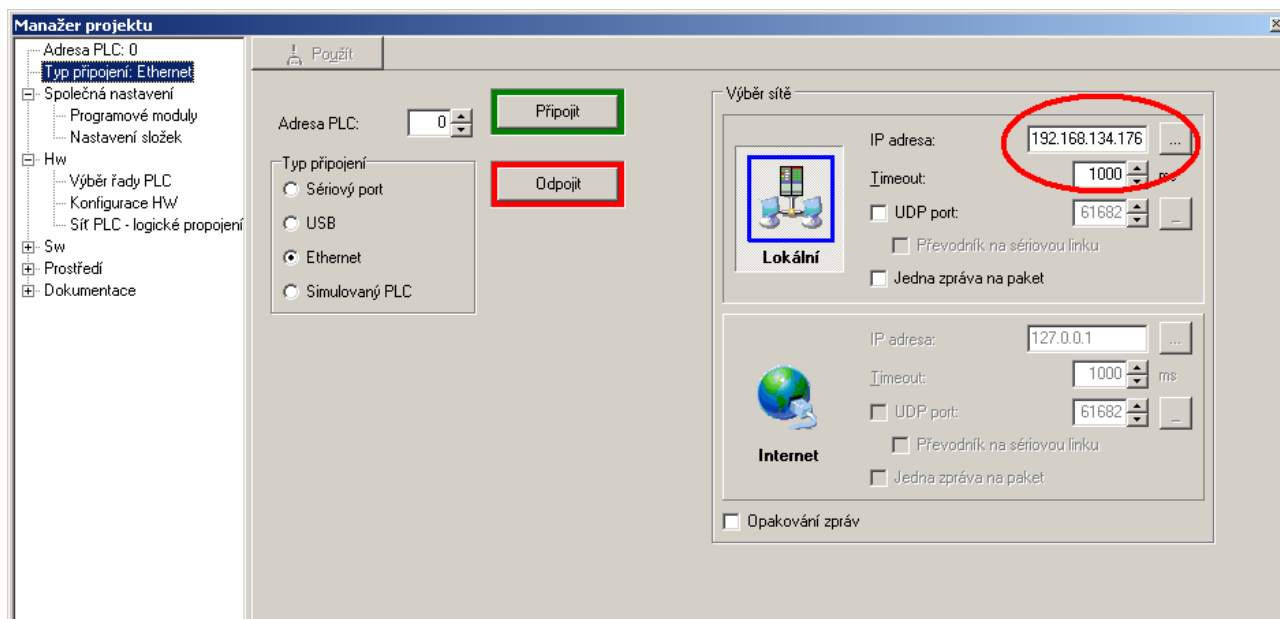 Manažer projektu
Adresa PLC: 0
Typ připojení: Ethernet
Společná nastavení
Programové moduly
Nastavení složek
Hw
Výběr řady PLC
Konfigurace HW
Síť PLC - logické propojení
Sw
Prostředí
Dokumentace
Použít
Adresa PLC: 0
Připojit
Odpojit
Typ připojení
Sériový port
USB
Ethernet
Simulovaný PLC
Výběr sítě
Lokální
IP adresa: 192.168.134.176 ...
Timeout: 1000 ms
UDP port: 61682 _
Převodník na sériovou linku
Jedna zpráva na paket
Internet
IP adresa: 127.0.0.1 ...
Timeout: 1000 ms
UDP port: 61682 _
Převodník na sériovou linku
Jedna zpráva na paket
Opakování zpráv